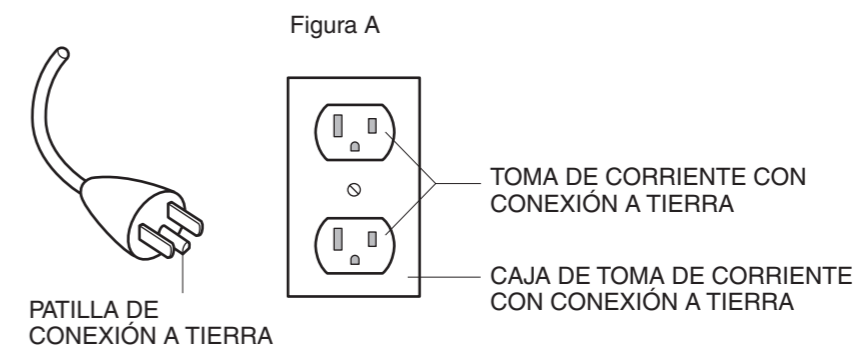 Figura A
TOMA DE CORRIENTE CON
CONEXIÓN A TIERRA
CAJA DE TOMA DE CORRIENTE
CON CONEXIÓN A TIERRA
PATILLA DE
CONEXIÓN A TIERRA